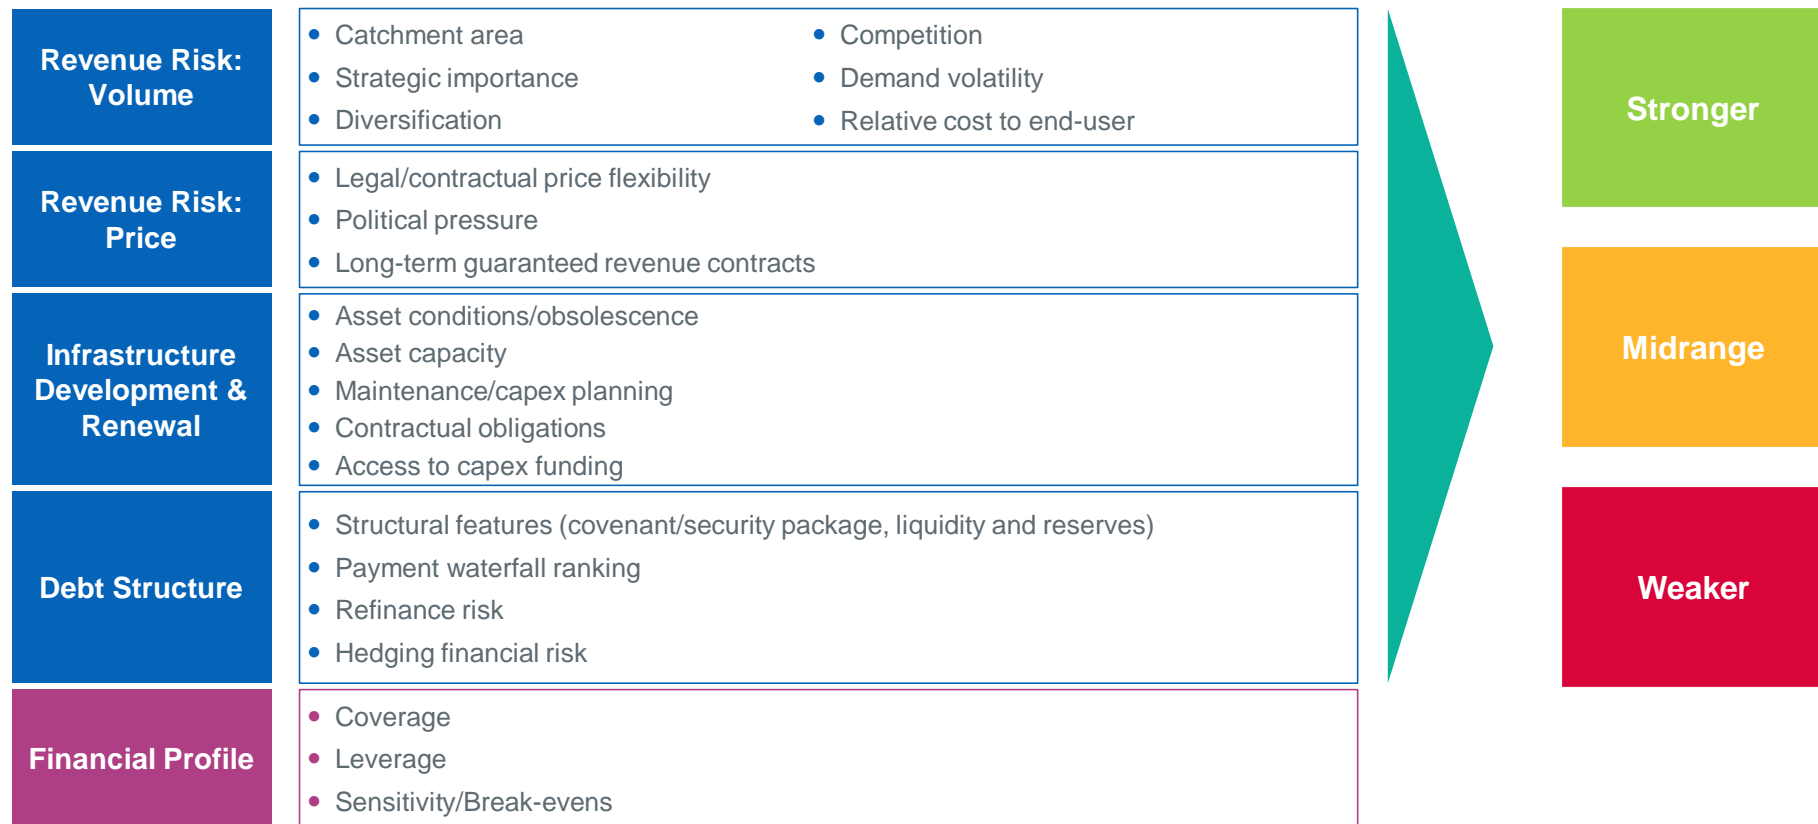 Revenue Risk:
Volume
• Catchment area
• Strategic importance
• Diversification
• Competition
• Demand volatility
• Relative cost to end-user
Revenue Risk:
Price
• Legal/contractual price flexibility
• Political pressure
• Long-term guaranteed revenue contracts
Infrastructure
Development &
Renewal
• Asset conditions/obsolescence
• Asset capacity
• Maintenance/capex planning
• Contractual obligations
• Access to capex funding
Debt Structure
• Structural features (covenant/security package, liquidity and reserves)
• Payment waterfall ranking
• Refinance risk
• Hedging financial risk
Financial Profile
• Coverage
• Leverage
• Sensitivity/Break-evens
Stronger
Midrange
Weaker